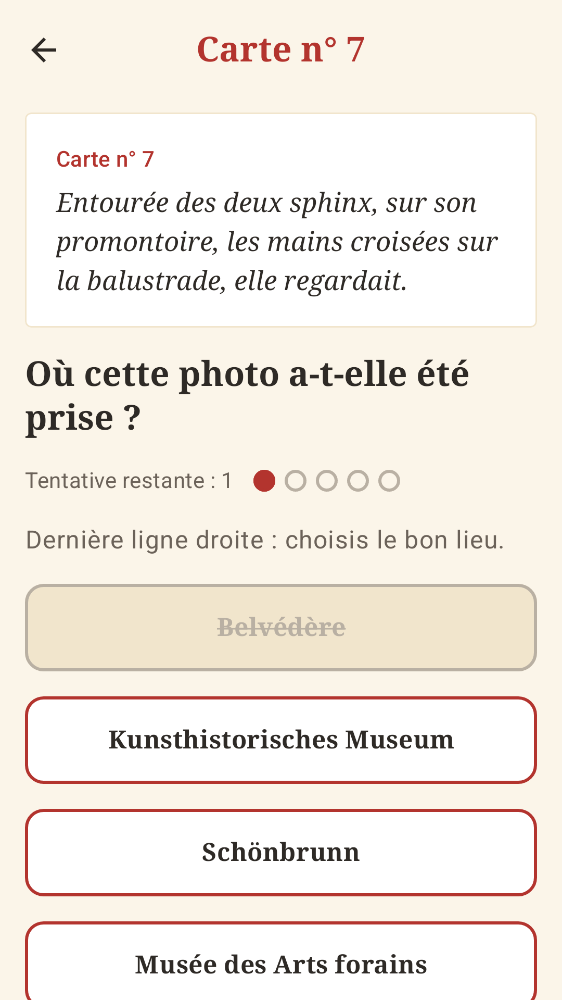 Carte n° 7
Carte n° 7
Entourée des deux sphinx, sur son
promontoire, les mains croisées sur
la balustrade, elle regardait.
Où cette photo a-t-elle été
prise ?
Tentative restante : 1
Dernière ligne droite : choisis le bon lieu.
Belvédère
Kunsthistorisches Museum
Schönbrunn
Musée des Arts forains